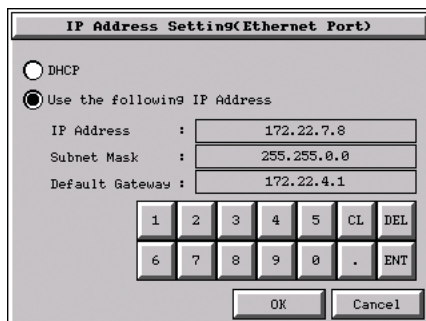 IP Address Setting(Ethernet Port)
DHCP
Use the following IP Address
IP Address : 172.22.7.8
Subnet Mask : 255.255.0.0
Default Gateway : 172.22.4.1
1 2 3 4 5 CL DEL
6 7 8 9 0 . ENT
OK Cancel